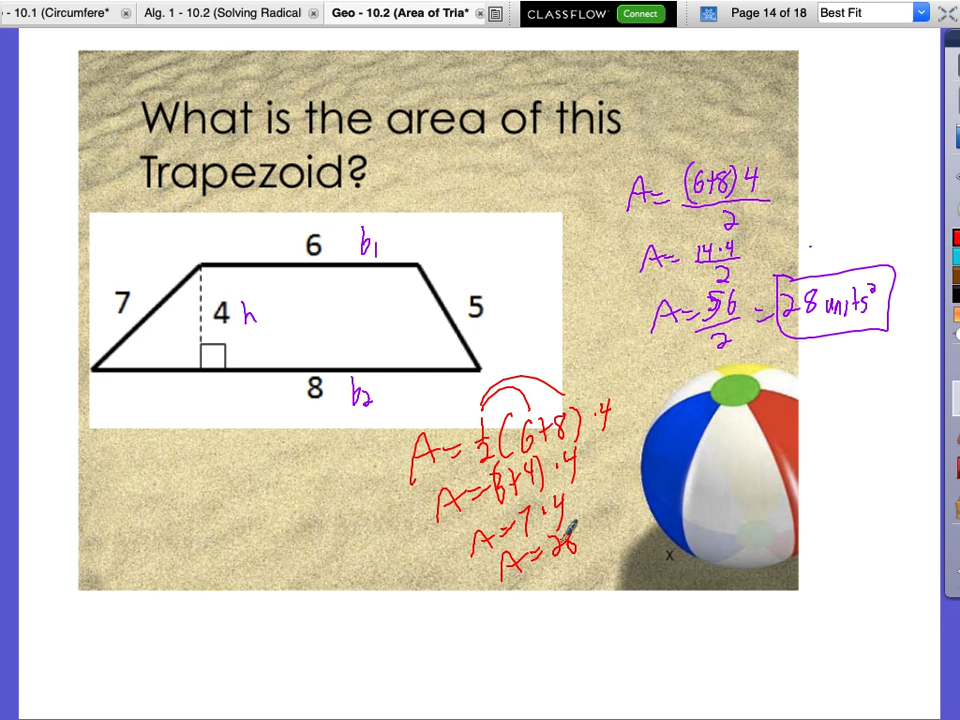 - 10.1 (Circumfere* Alg. 1 - 10.2 (Solving Radical Geo - 10.2 (Area of Tria* CLASSFLOW Connect Page 14 of 18 Best Fit
What is the area of this
Trapezoid?
A = (6+8) 4
2
A = 14 · 4
2
A = 56 = 28 units²
2
6 b1
7 4 h 5
8 b2
A = 1/2 (6+8) · 4
A = (3+4) · 4
A = 7 · 4
A = 28
x